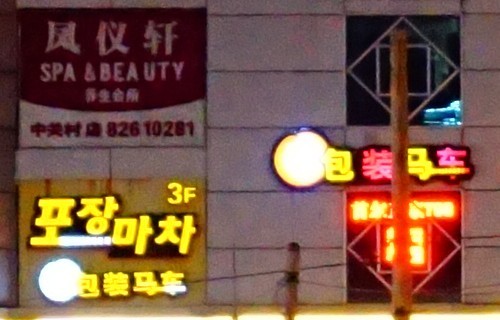 凤仪轩
SPA & BEAUTY
养生会所
中关村店 82610281
3F
포장마차
包装马车
包装马车